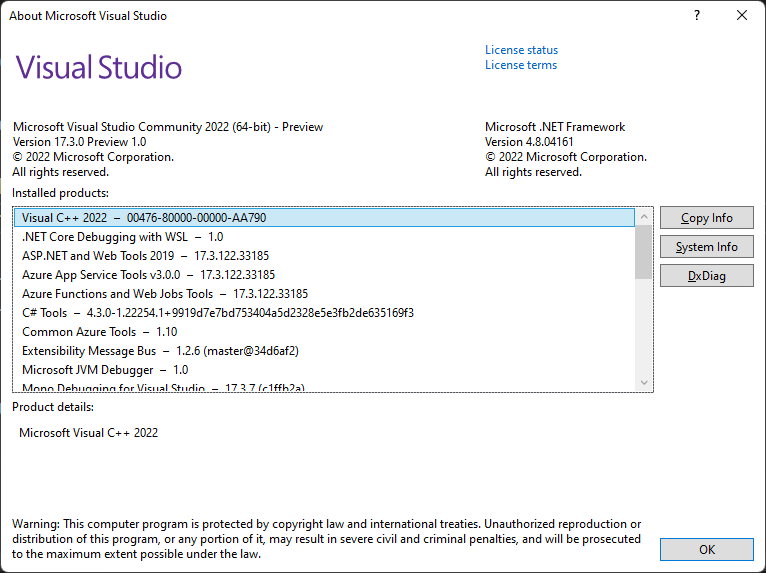 About Microsoft Visual Studio
?
Visual Studio
License status
License terms
Microsoft Visual Studio Community 2022 (64-bit) - Preview
Version 17.3.0 Preview 1.0
© 2022 Microsoft Corporation.
All rights reserved.
Microsoft .NET Framework
Version 4.8.04161
© 2022 Microsoft Corporation.
All rights reserved.
Installed products:
Visual C++ 2022 – 00476-80000-00000-AA790
.NET Core Debugging with WSL – 1.0
ASP.NET and Web Tools 2019 – 17.3.122.33185
Azure App Service Tools v3.0.0 – 17.3.122.33185
Azure Functions and Web Jobs Tools – 17.3.122.33185
C# Tools – 4.3.0-1.22254.1+9919d7e7bd753404a5d2328e5e3fb2de635169f3
Common Azure Tools – 1.10
Extensibility Message Bus – 1.2.6 (master@34d6af2)
Microsoft JVM Debugger – 1.0
Mono Debugging for Visual Studio – 17.3.7 (c1ffb2a)
Copy Info
System Info
DxDiag
Product details:
Microsoft Visual C++ 2022
Warning: This computer program is protected by copyright law and international treaties. Unauthorized reproduction or
distribution of this program, or any portion of it, may result in severe civil and criminal penalties, and will be prosecuted
to the maximum extent possible under the law.
OK